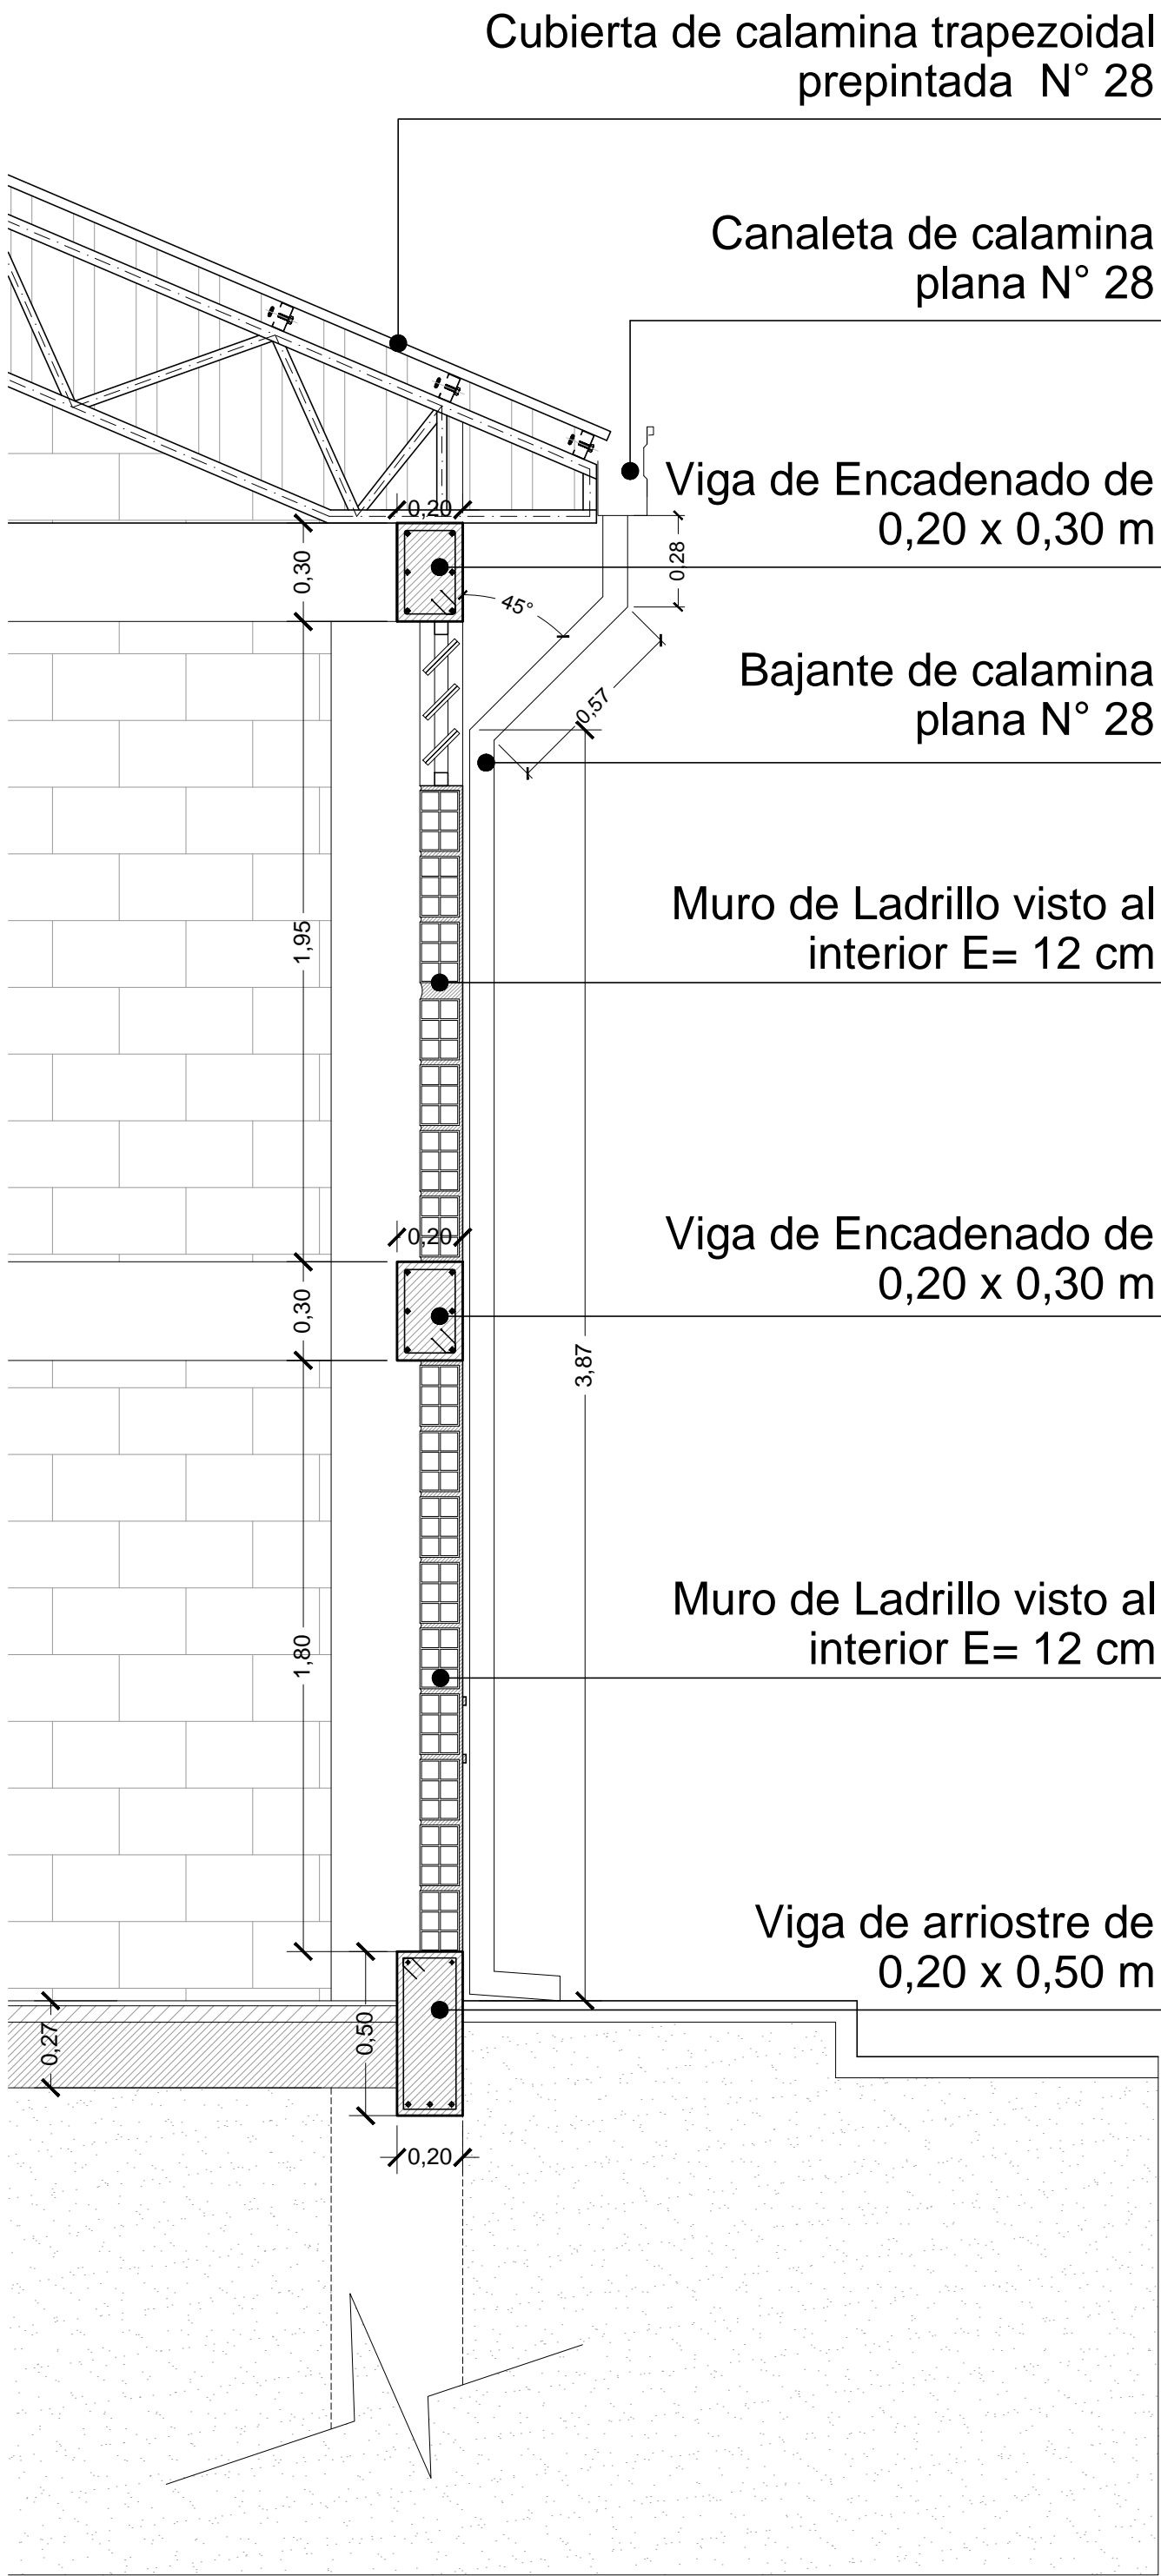 Cubierta de calamina trapezoidal
prepintada N° 28
Canaleta de calamina
plana N° 28
Viga de Encadenado de
0,20 x 0,30 m
0,20
0,30
0,28
45°
0,57
Bajante de calamina
plana N° 28
Muro de Ladrillo visto al
interior E= 12 cm
1,95
0,20
Viga de Encadenado de
0,20 x 0,30 m
0,30
3,87
Muro de Ladrillo visto al
interior E= 12 cm
1,80
Viga de arriostre de
0,20 x 0,50 m
0,27
0,50
0,20